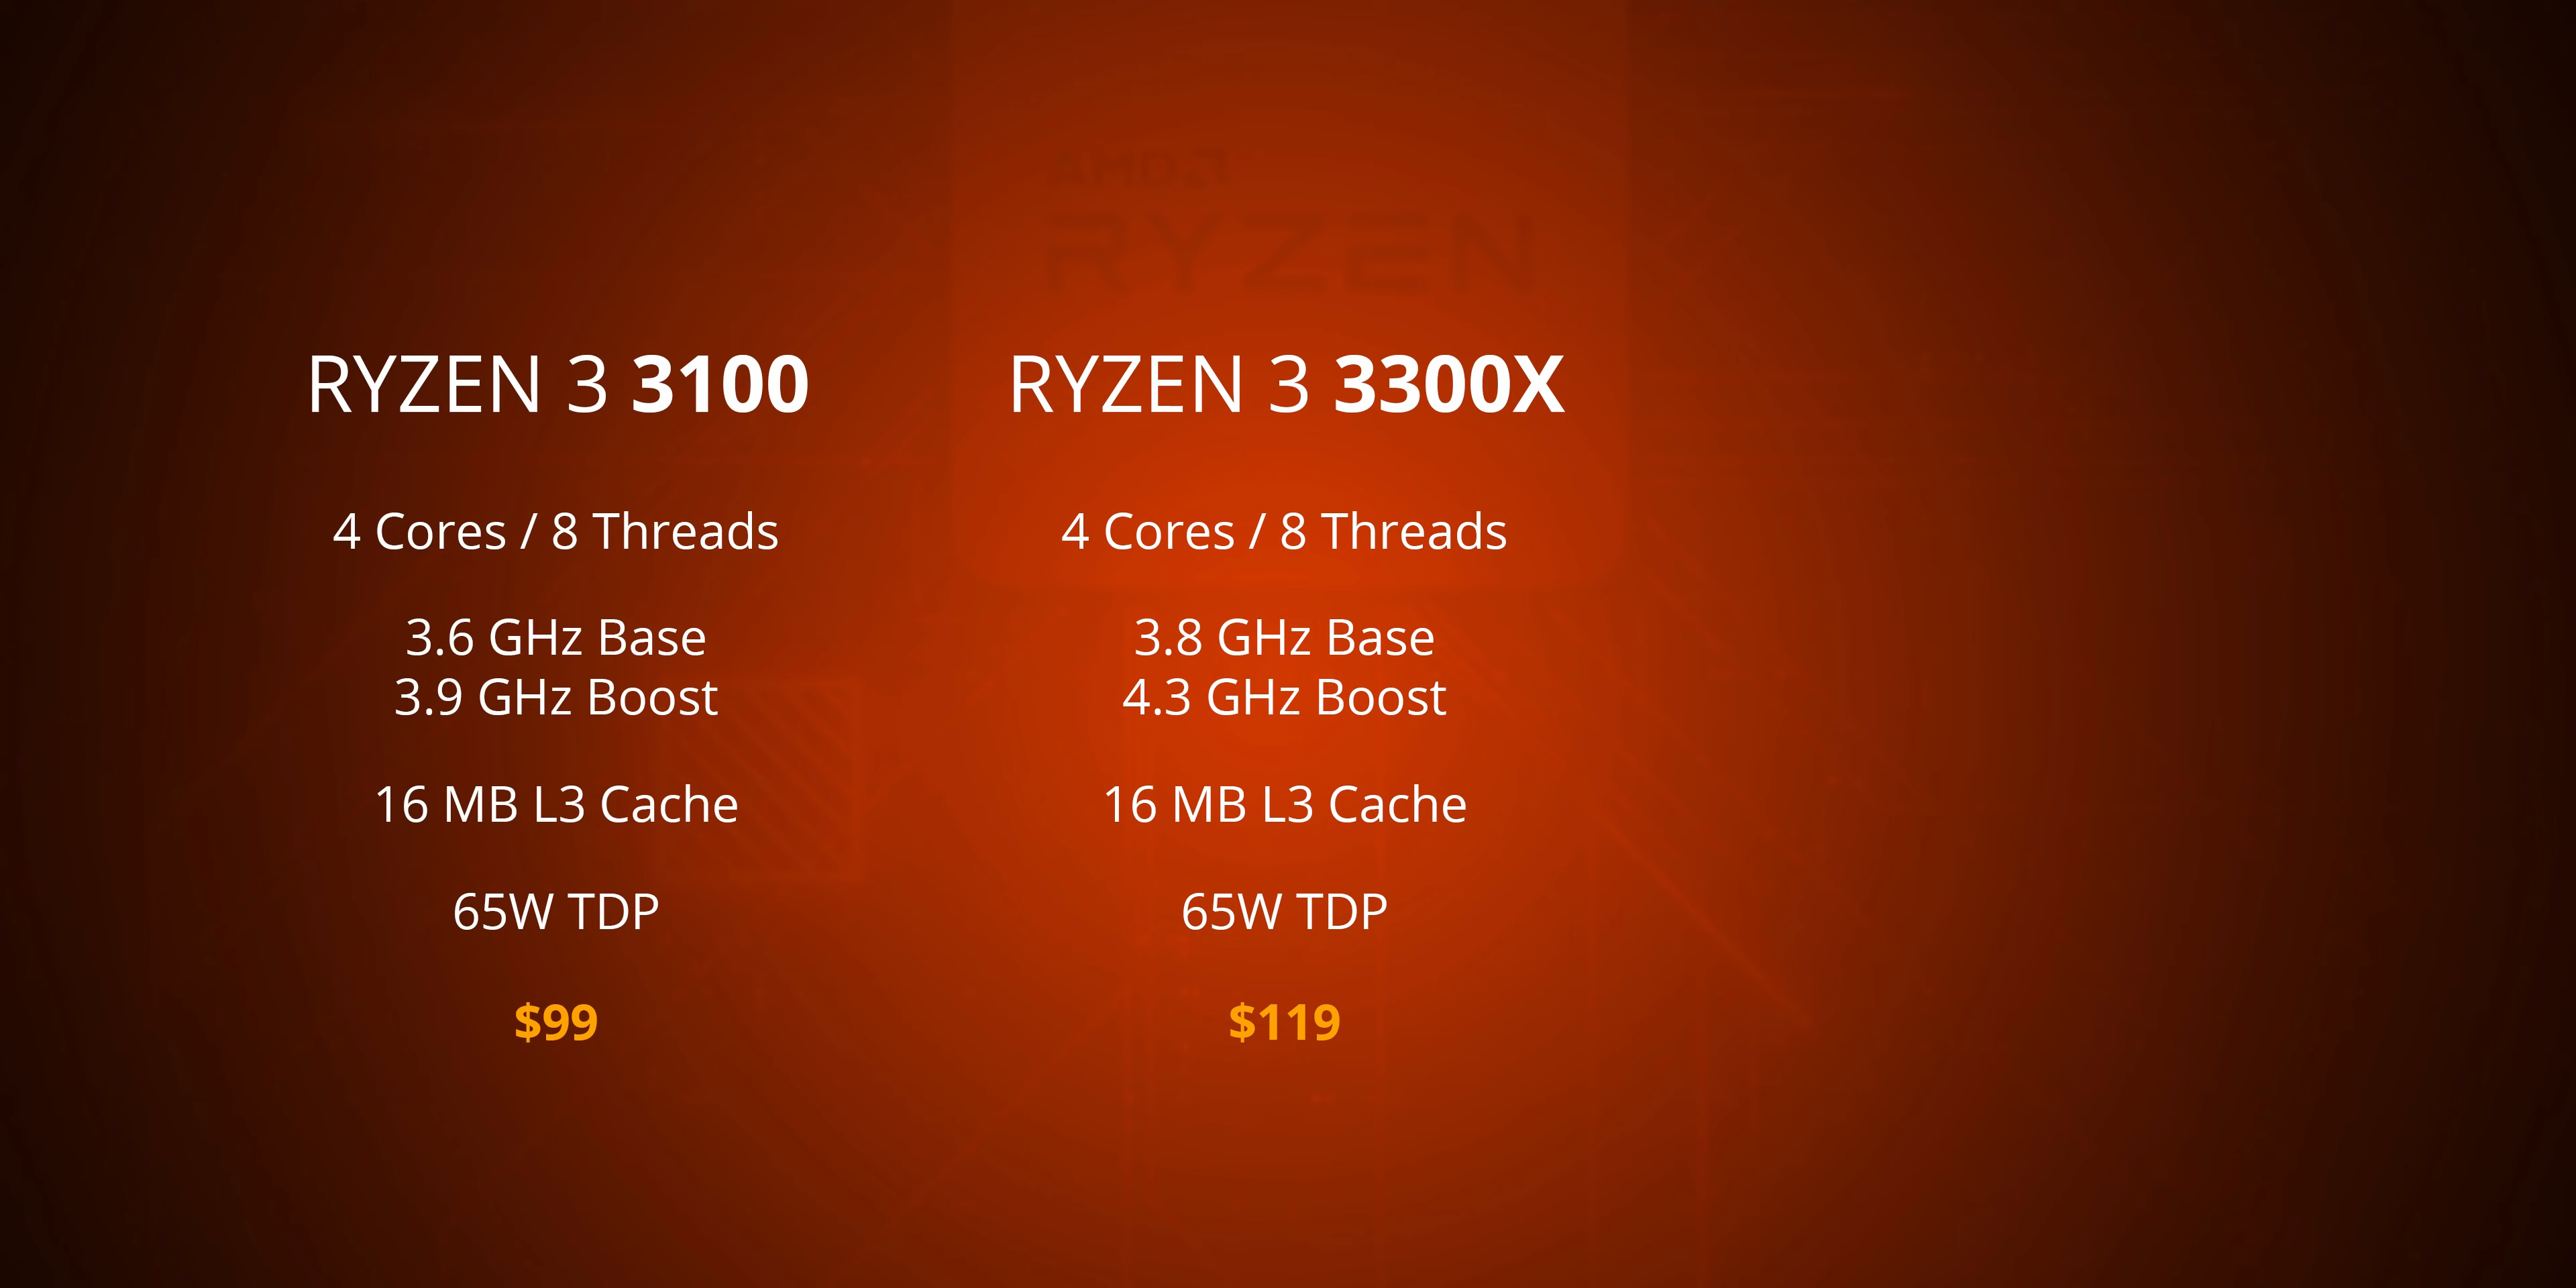 AMD
RYZEN
RYZEN 3 3100
4 Cores / 8 Threads
3.6 GHz Base
3.9 GHz Boost
16 MB L3 Cache
65W TDP
$99
RYZEN 3 3300X
4 Cores / 8 Threads
3.8 GHz Base
4.3 GHz Boost
16 MB L3 Cache
65W TDP
$119